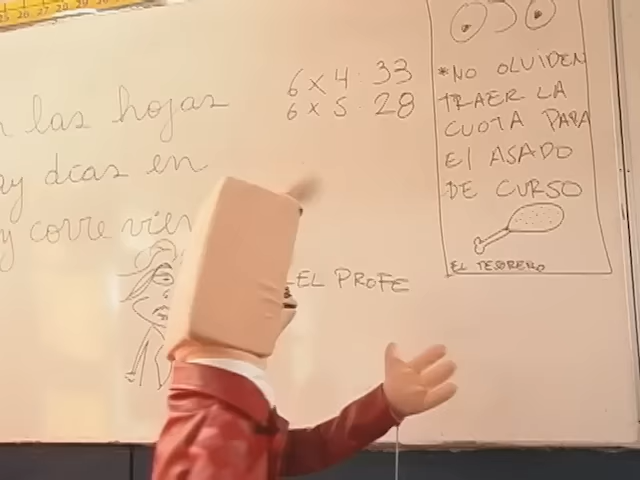 las hojas
días en
y corre vien
6 x 4: 33
6 x 5: 28
EL PROFE
*NO OLVIDEN
TRAER LA
CUOTA PARA
El ASADO
DE CURSO
EL TESORERO